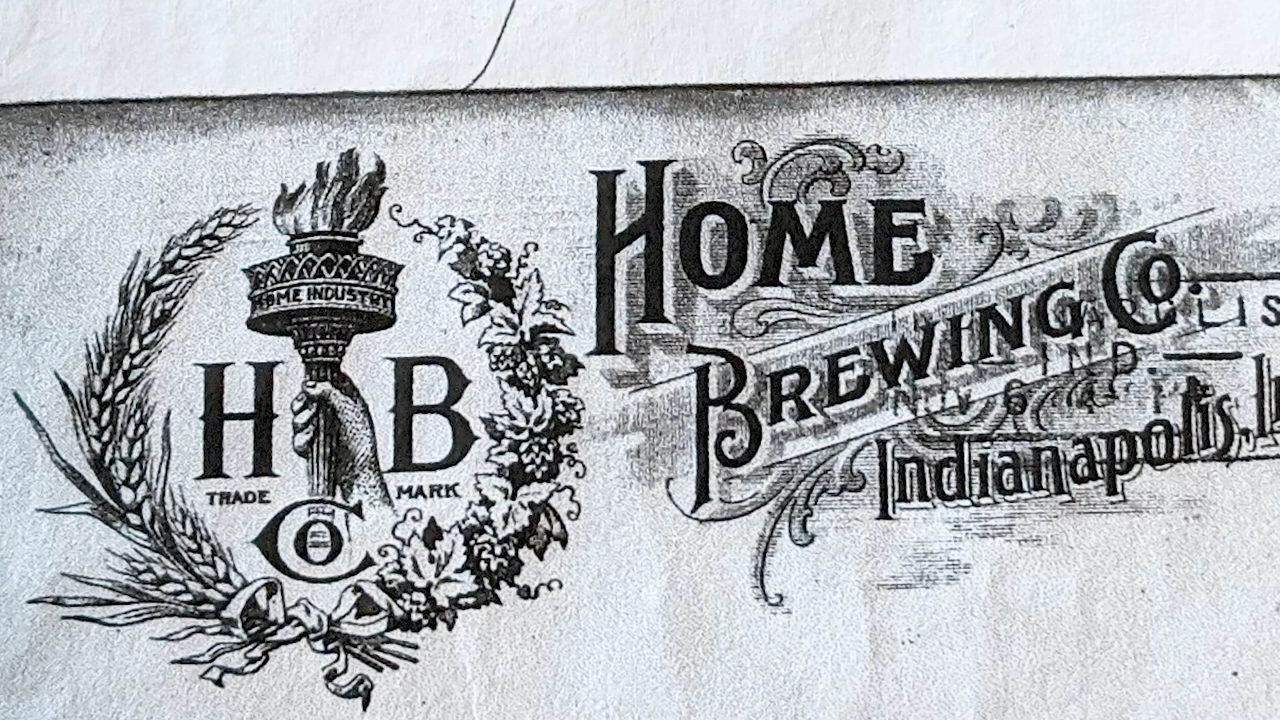 HOME INDUSTRY
H B
TRADE MARK
Co
HOME
BREWING Co.
Indianapolis,